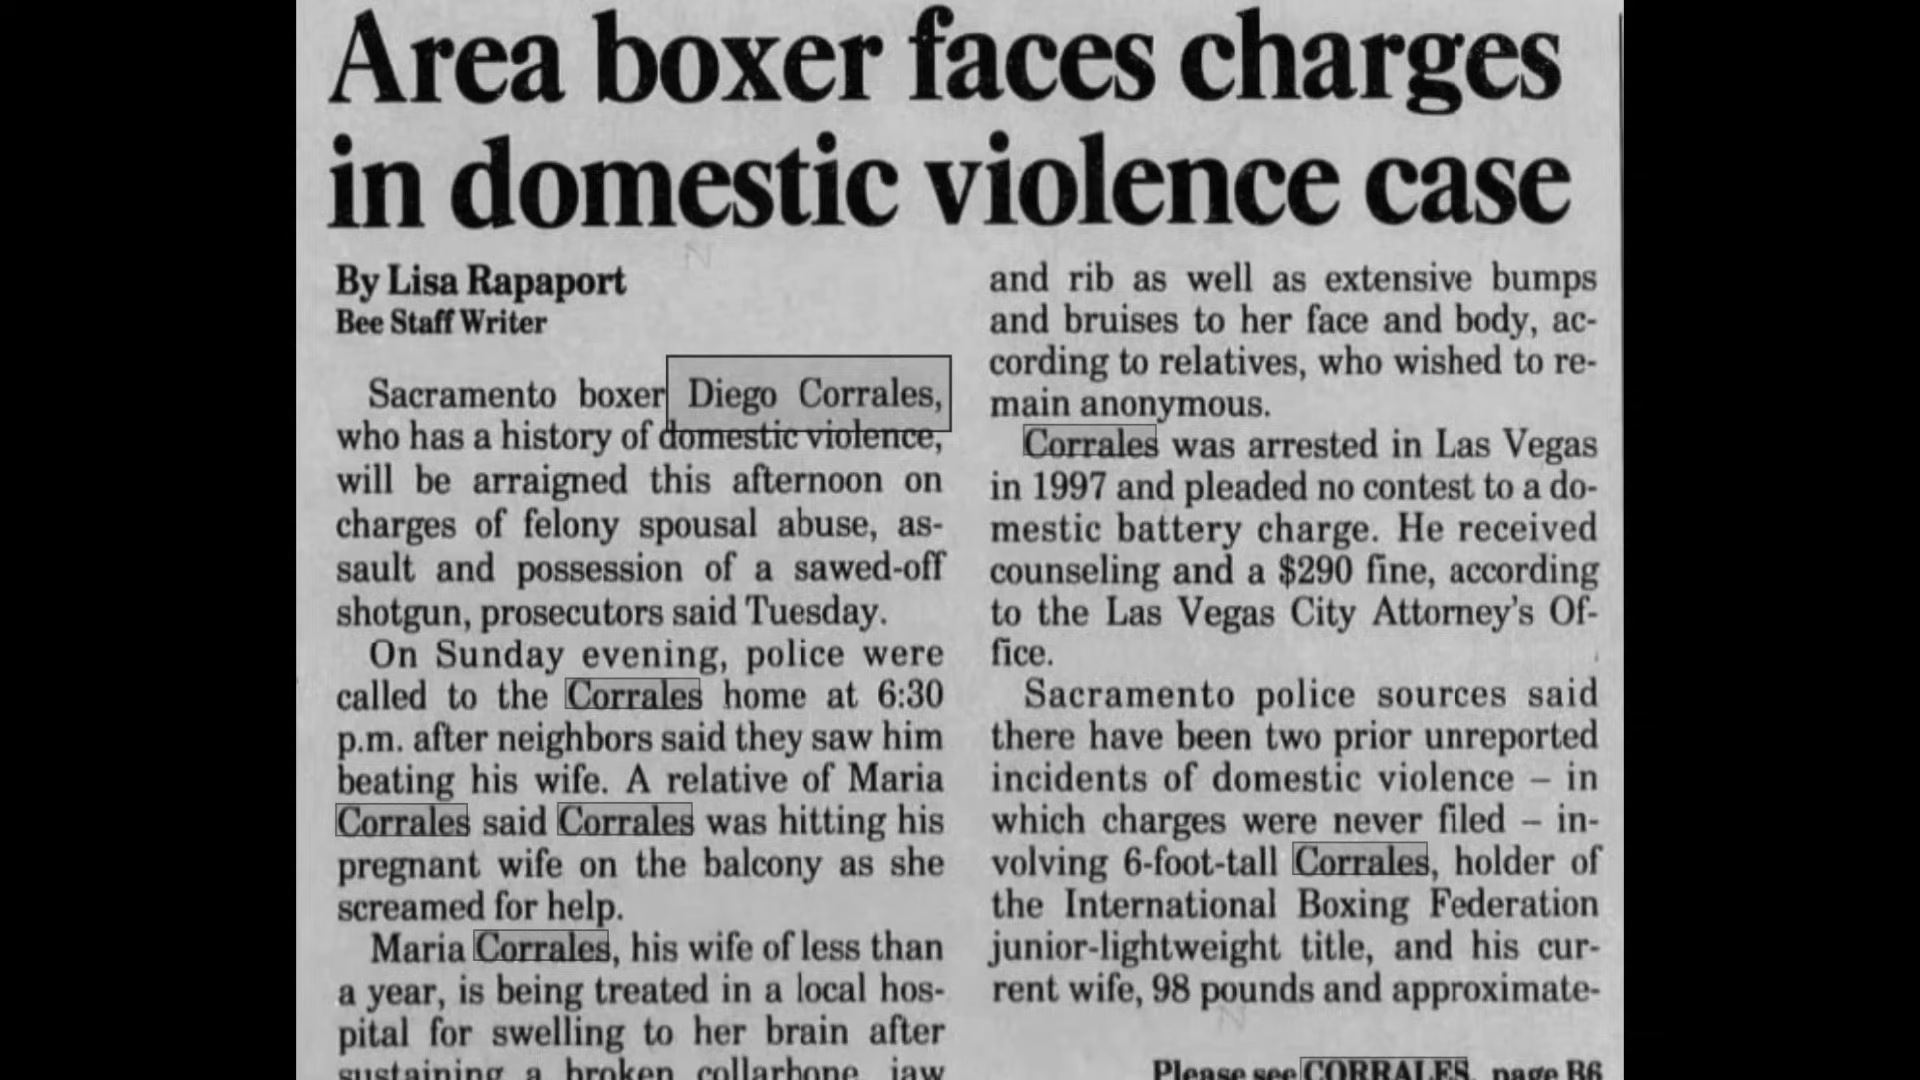 Area boxer faces charges
in domestic violence case
By Lisa Rapaport
Bee Staff Writer
Sacramento boxer Diego Corrales,
who has a history of domestic violence,
will be arraigned this afternoon on
charges of felony spousal abuse, as-
sault and possession of a sawed-off
shotgun, prosecutors said Tuesday.
On Sunday evening, police were
called to the Corrales home at 6:30
p.m. after neighbors said they saw him
beating his wife. A relative of Maria
Corrales said Corrales was hitting his
pregnant wife on the balcony as she
screamed for help.
Maria Corrales, his wife of less than
a year, is being treated in a local hos-
pital for swelling to her brain after
sustaining a broken collarbone, jaw
and rib as well as extensive bumps
and bruises to her face and body, ac-
cording to relatives, who wished to re-
main anonymous.
Corrales was arrested in Las Vegas
in 1997 and pleaded no contest to a do-
mestic battery charge. He received
counseling and a $290 fine, according
to the Las Vegas City Attorney's Of-
fice.
Sacramento police sources said
there have been two prior unreported
incidents of domestic violence – in
which charges were never filed – in-
volving 6-foot-tall Corrales, holder of
the International Boxing Federation
junior-lightweight title, and his cur-
rent wife, 98 pounds and approximate-
Please see CORRALES, page B6